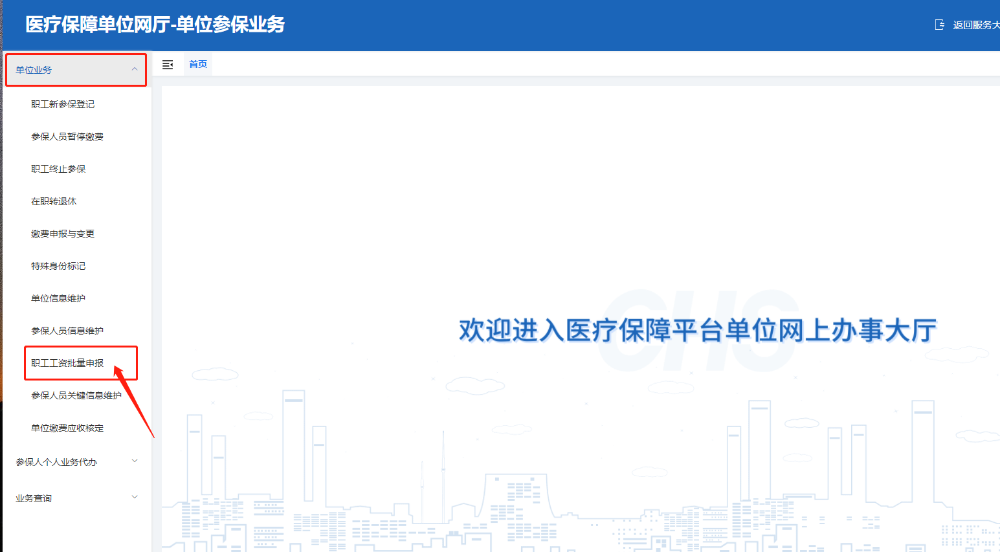 医疗保障单位网厅-单位参保业务
返回服务大
单位业务
首页
职工新参保登记
参保人员暂停缴费
职工终止参保
在职转退休
缴费申报与变更
特殊身份标记
单位信息维护
参保人员信息维护
职工工资批量申报
参保人员关键信息维护
单位缴费应收核定
参保人个人业务代办
业务查询
CHS
欢迎进入医疗保障平台单位网上办事大厅